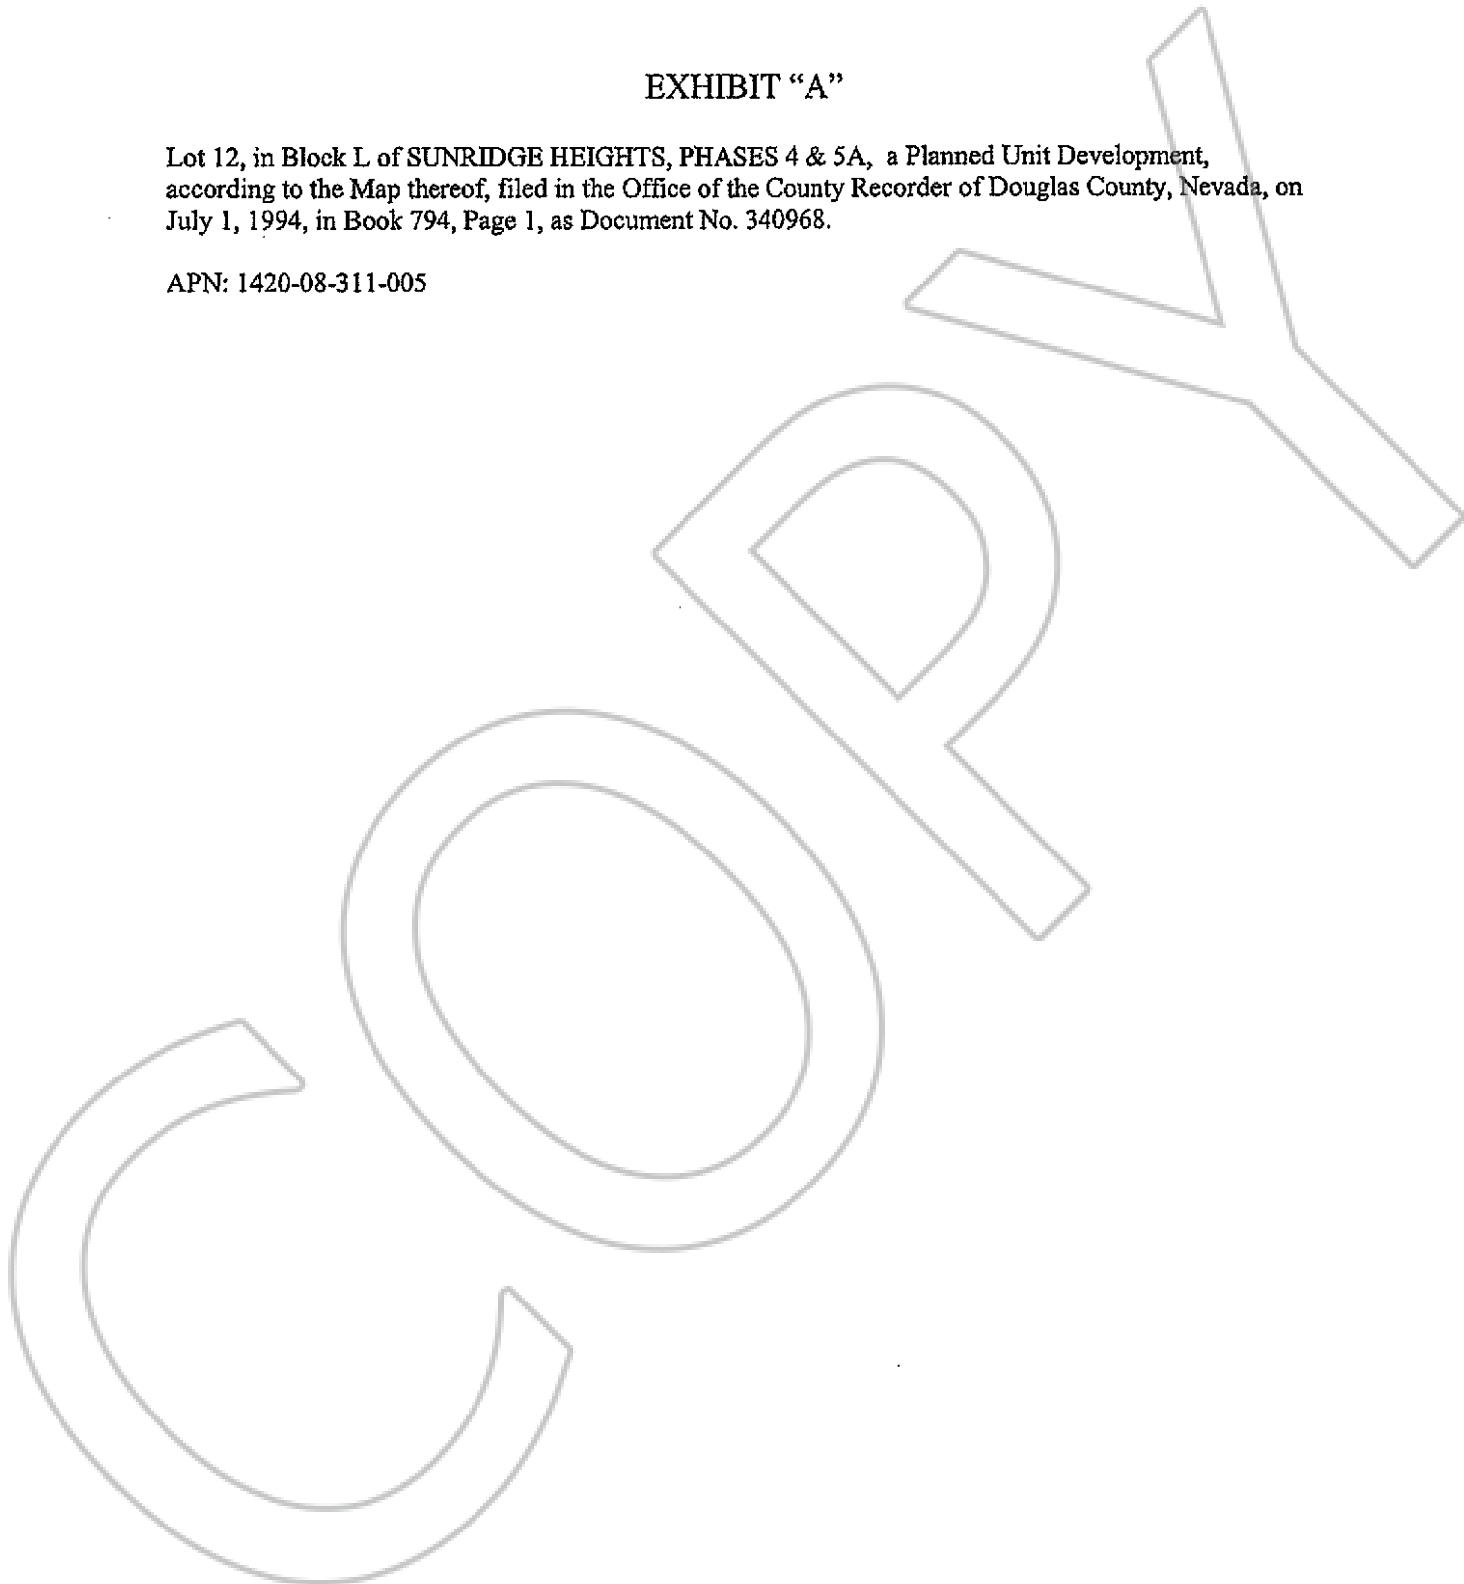 EXHIBIT “A”
Lot 12, in Block L of SUNRIDGE HEIGHTS, PHASES 4 & 5A, a Planned Unit Development,
according to the Map thereof, filed in the Office of the County Recorder of Douglas County, Nevada, on
July 1, 1994, in Book 794, Page 1, as Document No. 340968.
APN: 1420-08-311-005
COPY